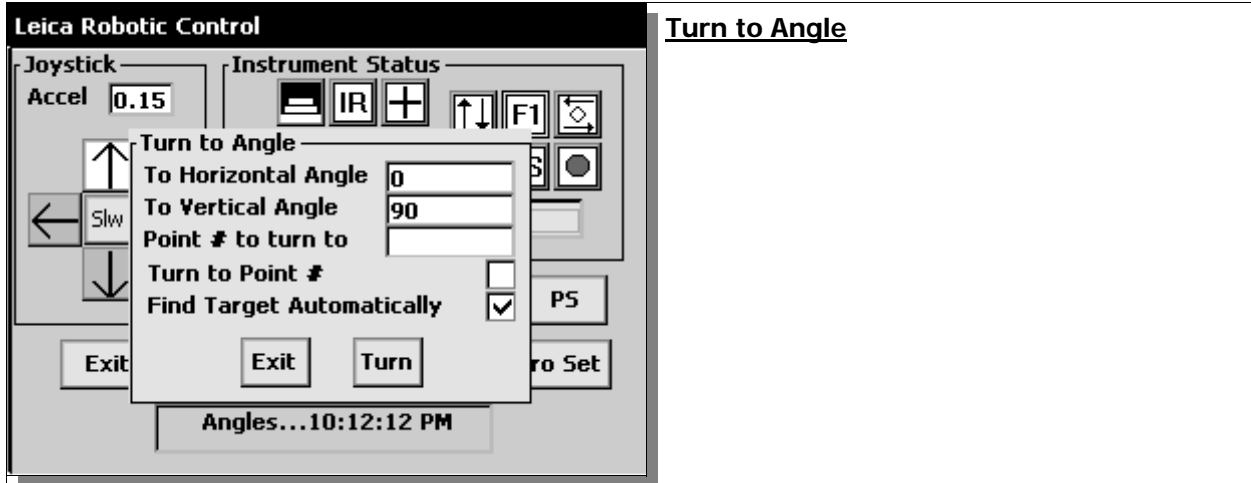 Leica Robotic Control
Turn to Angle
Joystick
Instrument Status
Accel 0.15
IR
F1
S
Slw
Turn to Angle
To Horizontal Angle 0
To Vertical Angle 90
Point # to turn to
Turn to Point #
Find Target Automatically
Exit Turn
PS
Exit
ro Set
Angles...10:12:12 PM